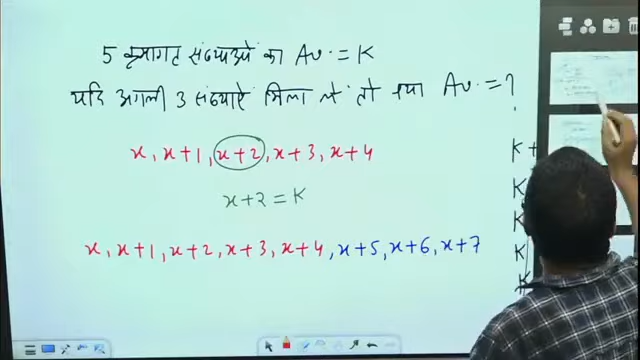 5 क्रमागत संख्याओं का Av. = K
यदि अगली 3 संख्याऐं मिला लें तो नया Av. = ?
x, x+1, x+2, x+3, x+4
x+2 = K
x, x+1, x+2, x+3, x+4, x+5, x+6, x+7
K+
K
K
K
K